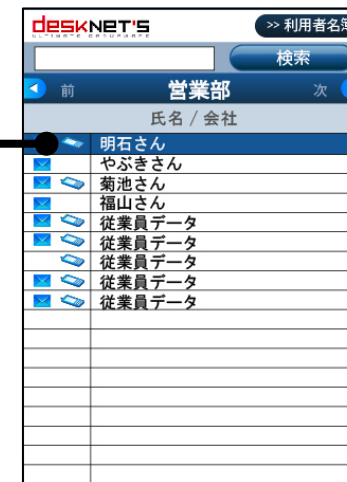 desknet's
ULTIMATE GROUPWARE
>> 利用者名簿
検索
前 営業部 次
氏名 / 会社
明石さん
やぶきさん
菊池さん
福山さん
従業員データ
従業員データ
従業員データ
従業員データ
従業員データ